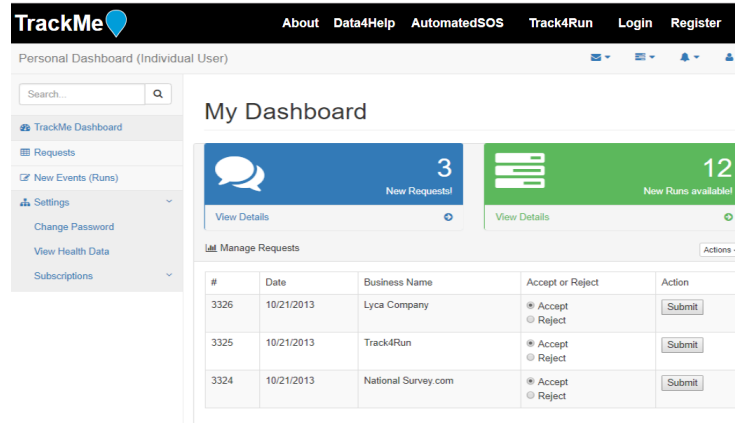 TrackMe About Data4Help AutomatedSOS Track4Run Login Register
Personal Dashboard (Individual User)
Search...
TrackMe Dashboard
Requests
New Events (Runs)
Settings
Change Password
View Health Data
Subscriptions
My Dashboard
3
New Requests!
View Details
12
New Runs available!
View Details
Manage Requests
Actions
# Date Business Name Accept or Reject Action
3326 10/21/2013 Lyca Company Accept Submit
Reject
3325 10/21/2013 Track4Run Accept Submit
Reject
3324 10/21/2013 National Survey.com Accept Submit
Reject